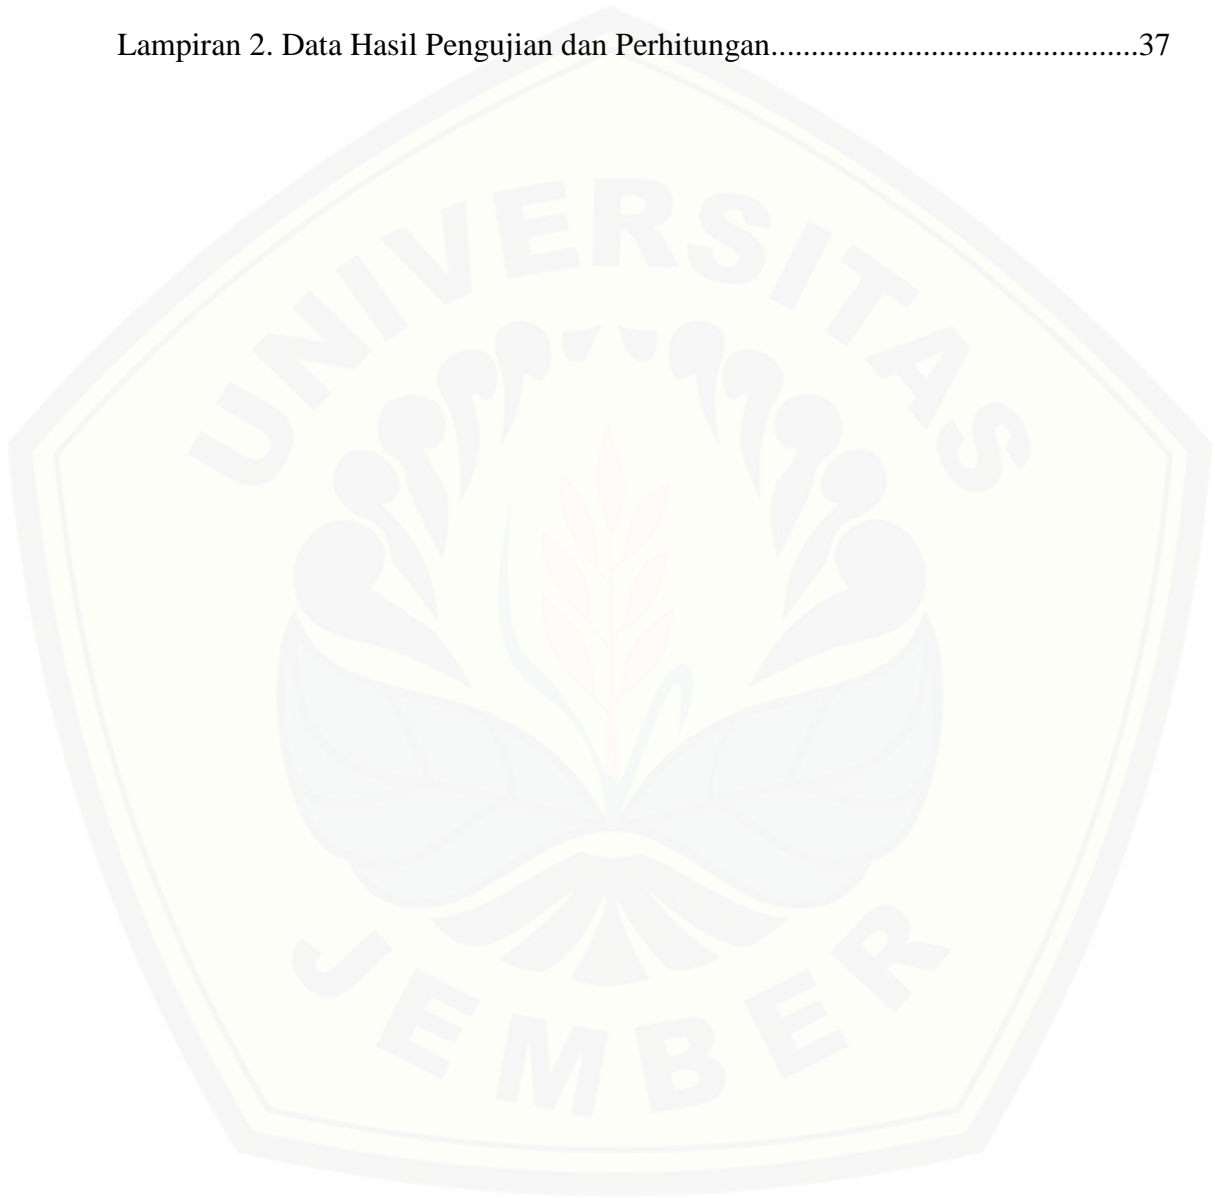 Lampiran 2. Data Hasil Pengujian dan Perhitungan.............................................37
UNIVERSITAS
JEMBER